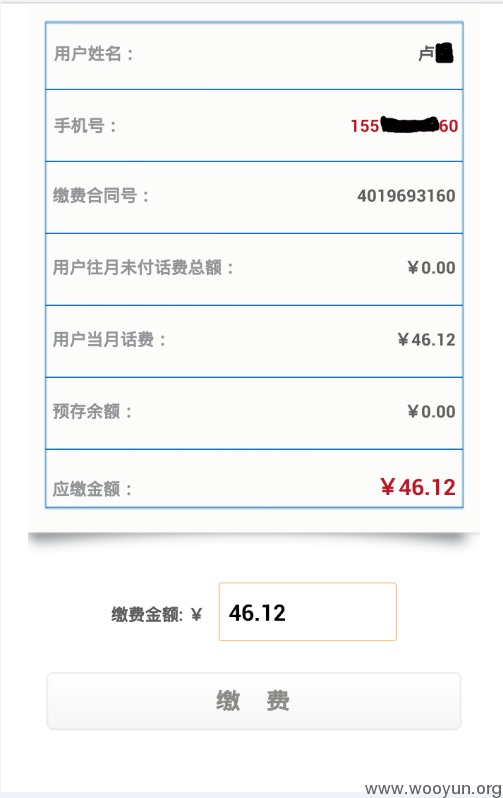 用户姓名： 卢
手机号： 155 60
缴费合同号： 4019693160
用户往月未付话费总额： ￥0.00
用户当月话费： ￥46.12
预存余额： ￥0.00
应缴金额： ￥46.12
缴费金额: ￥ 46.12
缴 费
www.wooyun.org